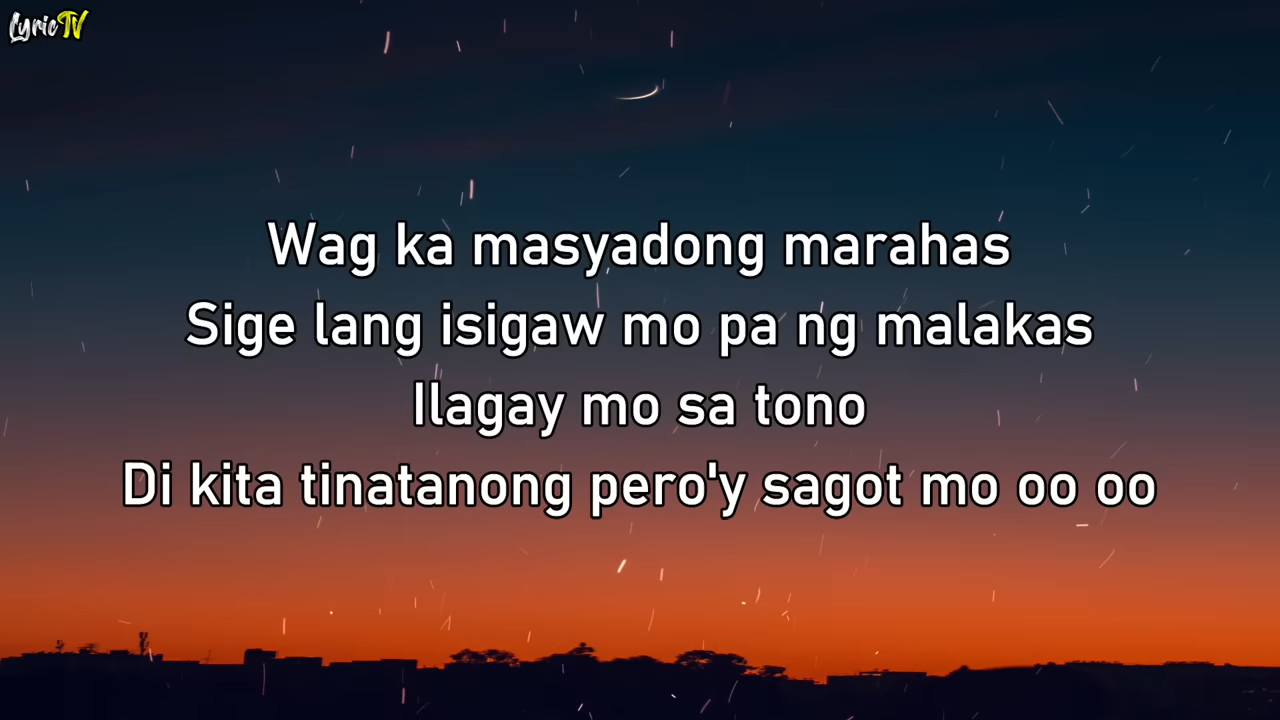 LyricTV
Wag ka masyadong marahas
Sige lang isigaw mo pa ng malakas
Ilagay mo sa tono
Di kita tinatanong pero'y sagot mo oo oo